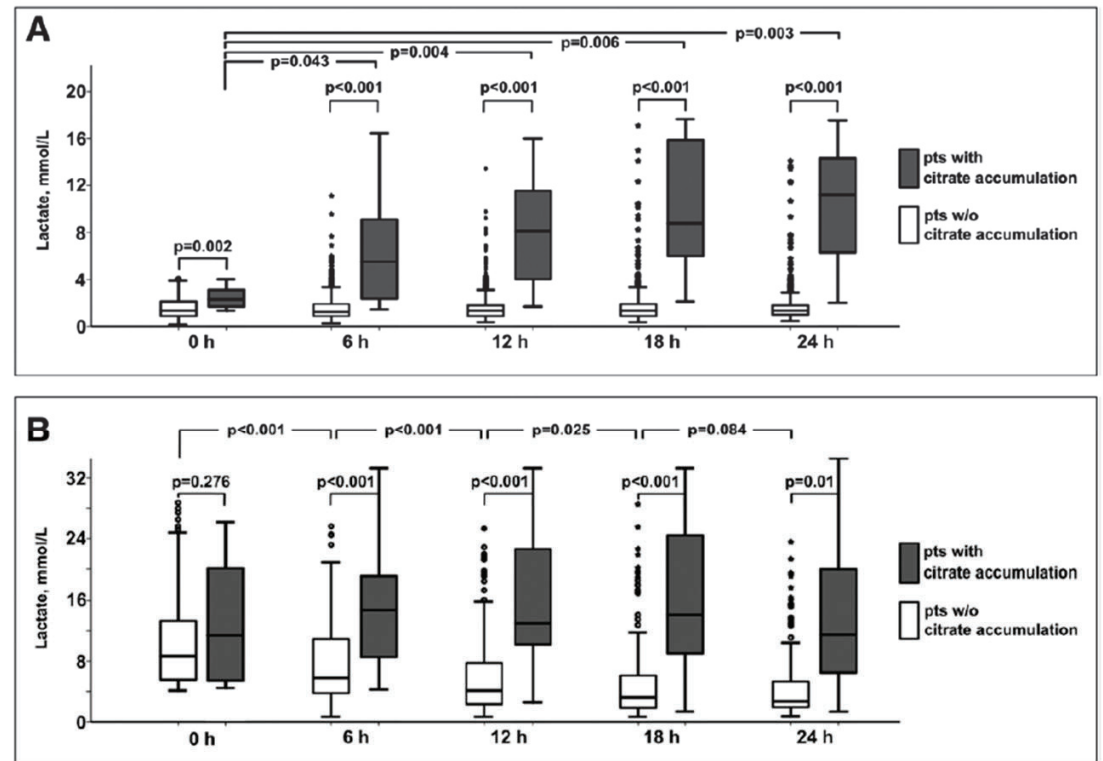 A
p=0.003
p=0.006
p=0.004
p=0.043
p<0.001 p<0.001 p<0.001 p<0.001
p=0.002
Lactate, mmol/L
20
16
12
8
4
0
0 h 6 h 12 h 18 h 24 h
pts with
citrate accumulation
pts w/o
citrate accumulation
B
p<0.001 p<0.001 p=0.025 p=0.084
p=0.276 p<0.001 p<0.001 p<0.001 p=0.01
Lactate, mmol/L
32
24
16
8
0
0 h 6 h 12 h 18 h 24 h
pts with
citrate accumulation
pts w/o
citrate accumulation